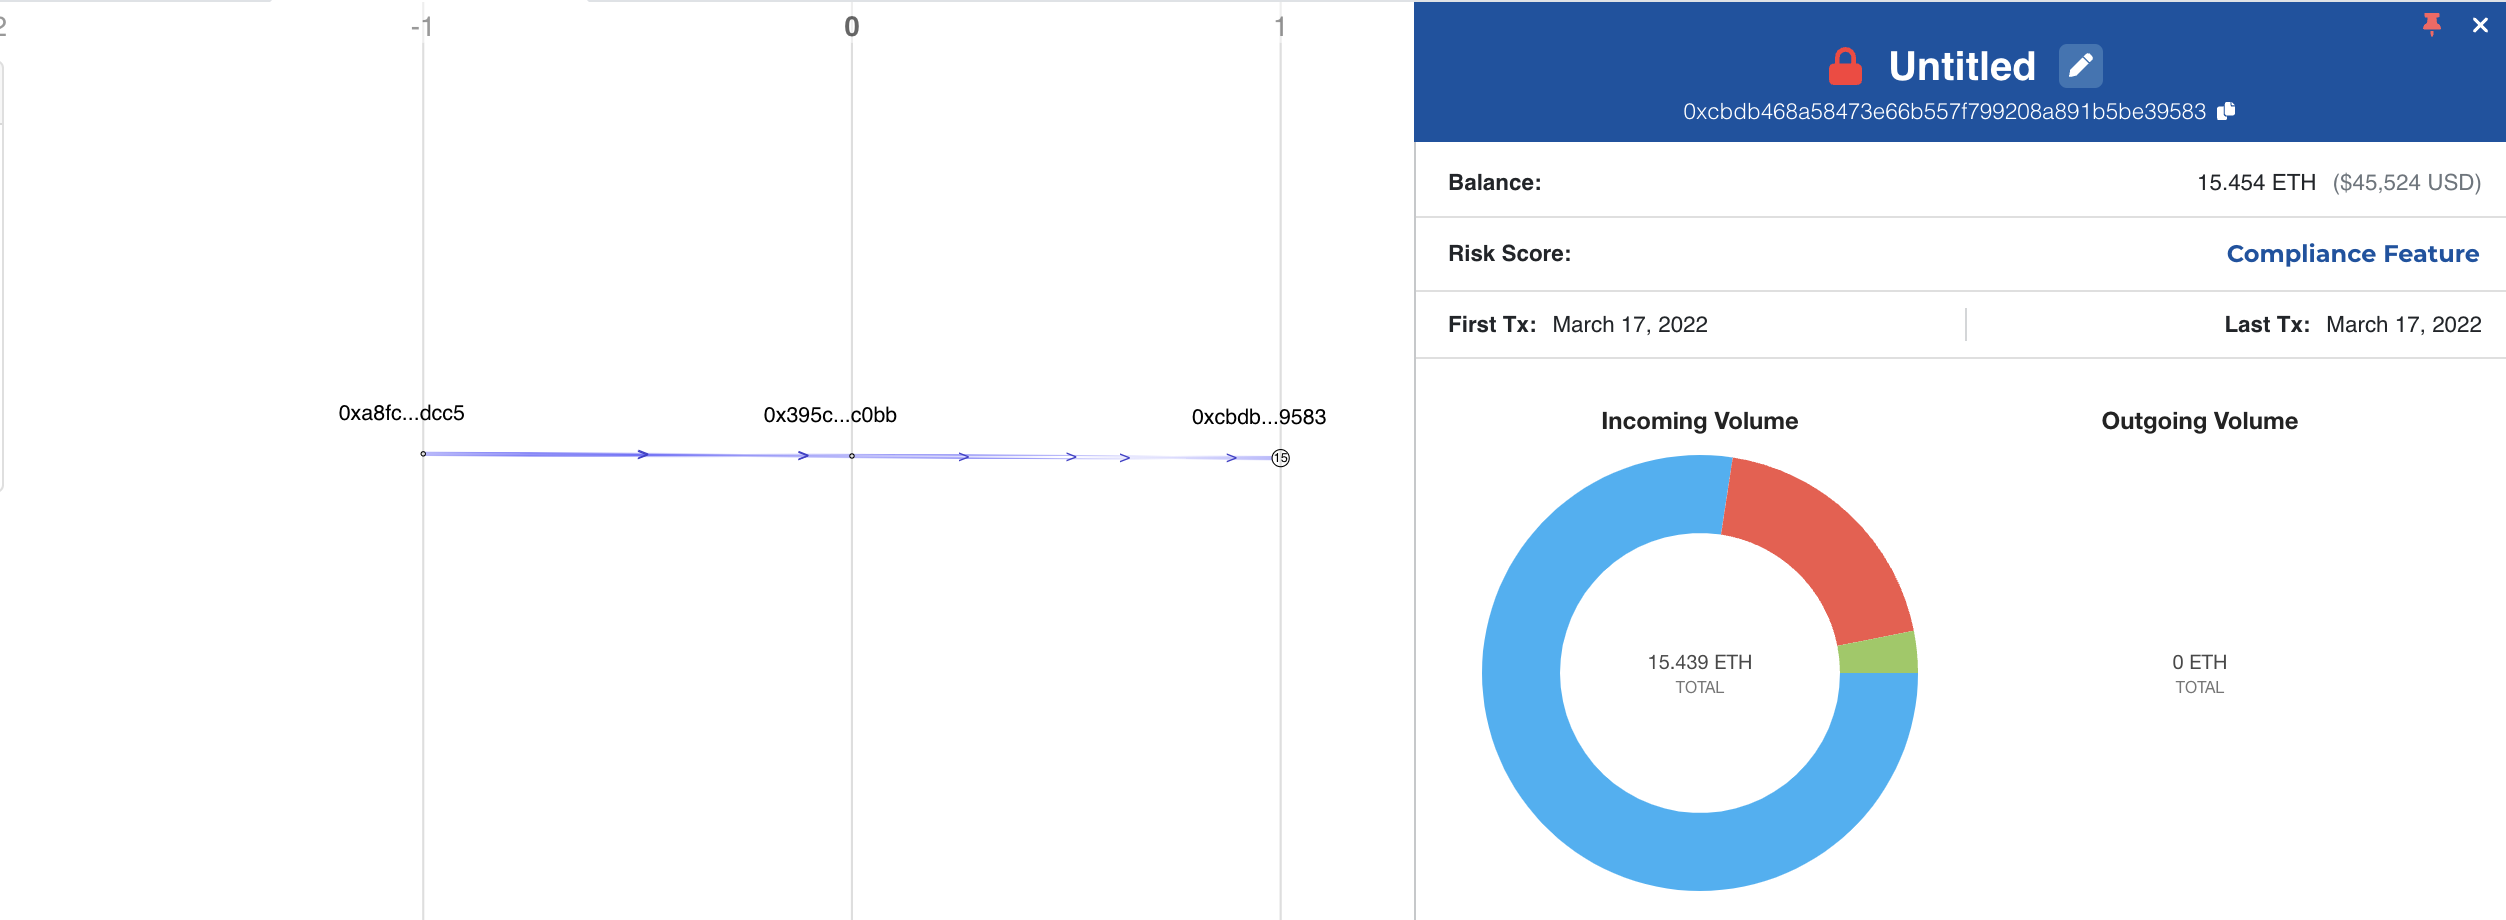 2
-1
0
1
0xa8fc...dcc5
0x395c...c0bb
0xcbdb...9583
15
Untitled
0xcbdb468a58473e66b557f799208a891b5be39583
Balance:
15.454 ETH ($45,524 USD)
Risk Score:
Compliance Feature
First Tx: March 17, 2022
Last Tx: March 17, 2022
Incoming Volume
15.439 ETH
TOTAL
Outgoing Volume
0 ETH
TOTAL